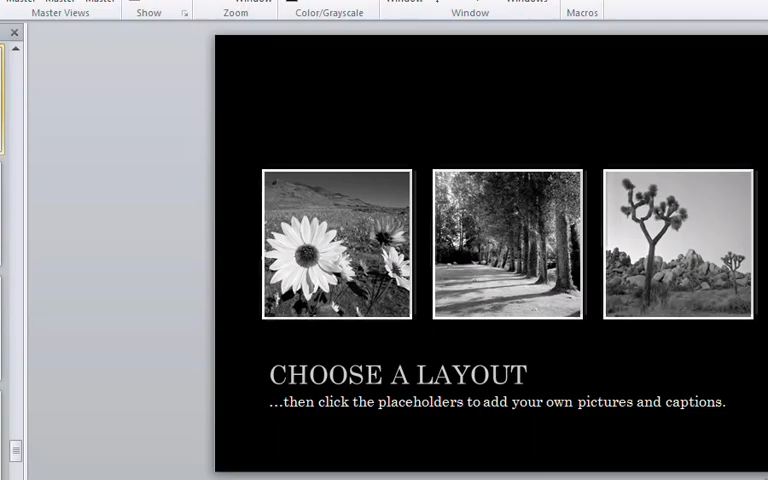 Window
Master Views
Show
Zoom
Color/Grayscale
Window
Macros
CHOOSE A LAYOUT
...then click the placeholders to add your own pictures and captions.